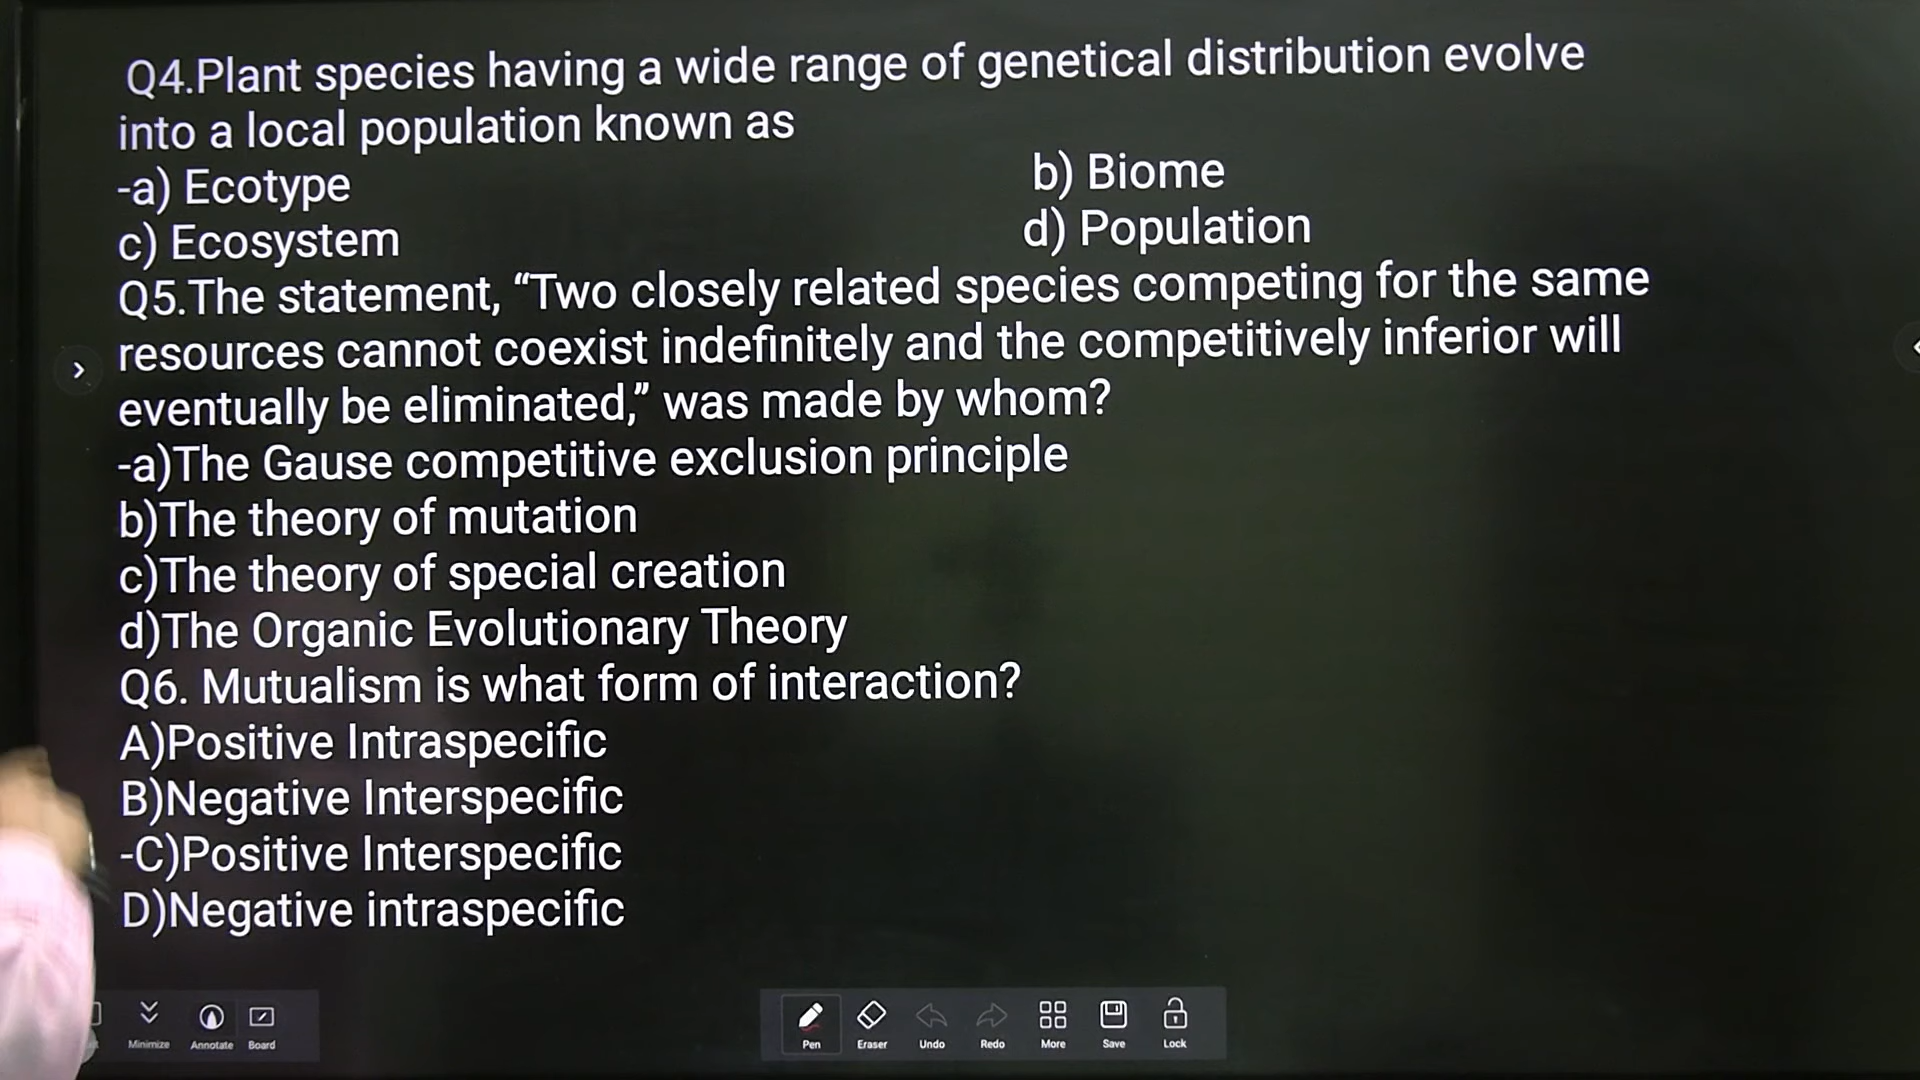 Q4.Plant species having a wide range of genetical distribution evolve
into a local population known as
-a) Ecotype b) Biome
c) Ecosystem d) Population
Q5.The statement, “Two closely related species competing for the same
resources cannot coexist indefinitely and the competitively inferior will
eventually be eliminated,” was made by whom?
-a)The Gause competitive exclusion principle
b)The theory of mutation
c)The theory of special creation
d)The Organic Evolutionary Theory
Q6. Mutualism is what form of interaction?
A)Positive Intraspecific
B)Negative Interspecific
-C)Positive Interspecific
D)Negative intraspecific
Minimize Annotate Board Pen Eraser Undo Redo More Save Lock